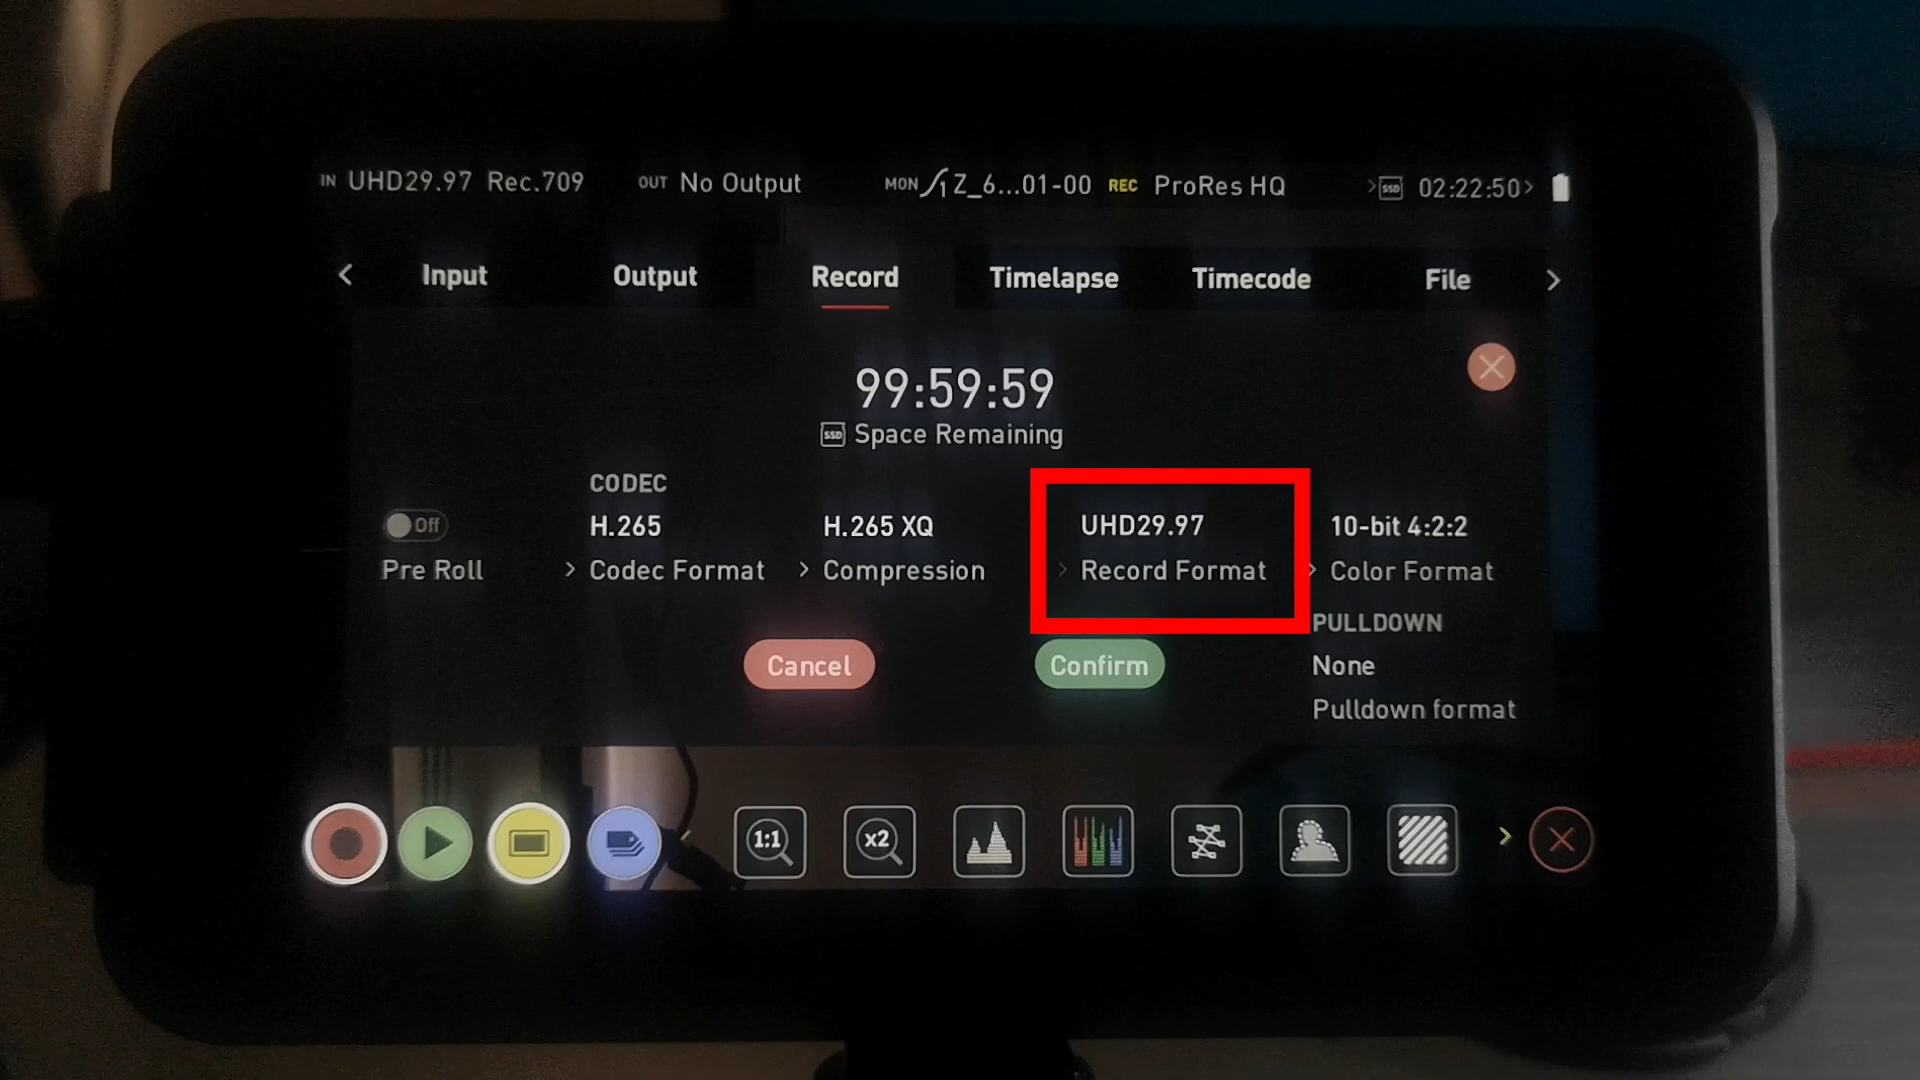 IN UHD29.97 Rec.709 OUT No Output MON Z_6...01-00 REC ProRes HQ SSD 02:22:50
Input Output Record Timelapse Timecode File
99:59:59
SSD Space Remaining
CODEC
Off H.265 H.265 XQ UHD29.97 10-bit 4:2:2
Pre Roll > Codec Format > Compression > Record Format > Color Format
PULLDOWN
Cancel Confirm None
Pulldown format
1:1 x2